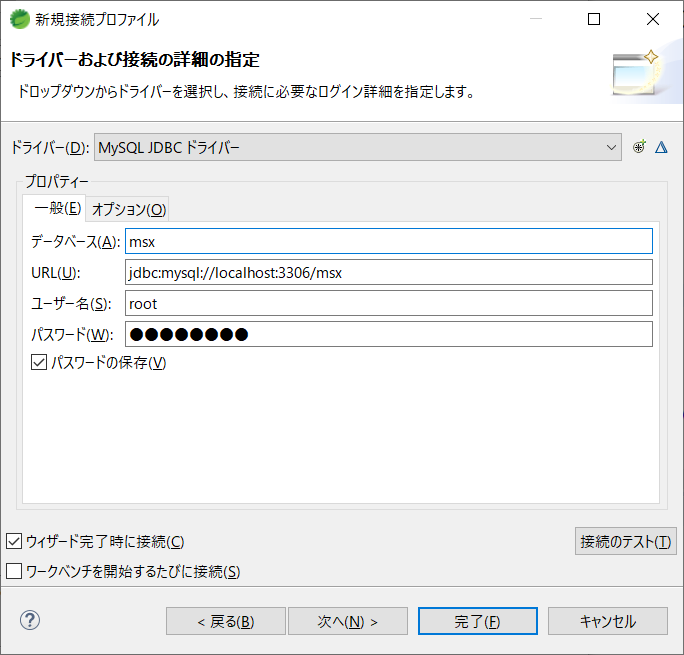 新規接続プロファイル
ドライバーおよび接続の詳細の指定
ドロップダウンからドライバーを選択し、接続に必要なログイン詳細を指定します。
ドライバー(D): MySQL JDBC ドライバー
プロパティー
一般(E) オプション(O)
データベース(A): msx
URL(U): jdbc:mysql://localhost:3306/msx
ユーザー名(S): root
パスワード(W): ●●●●●●●●
パスワードの保存(V)
ウィザード完了時に接続(C) 接続のテスト(T)
ワークベンチを開始するたびに接続(S)
? < 戻る(B) 次へ(N) > 完了(F) キャンセル